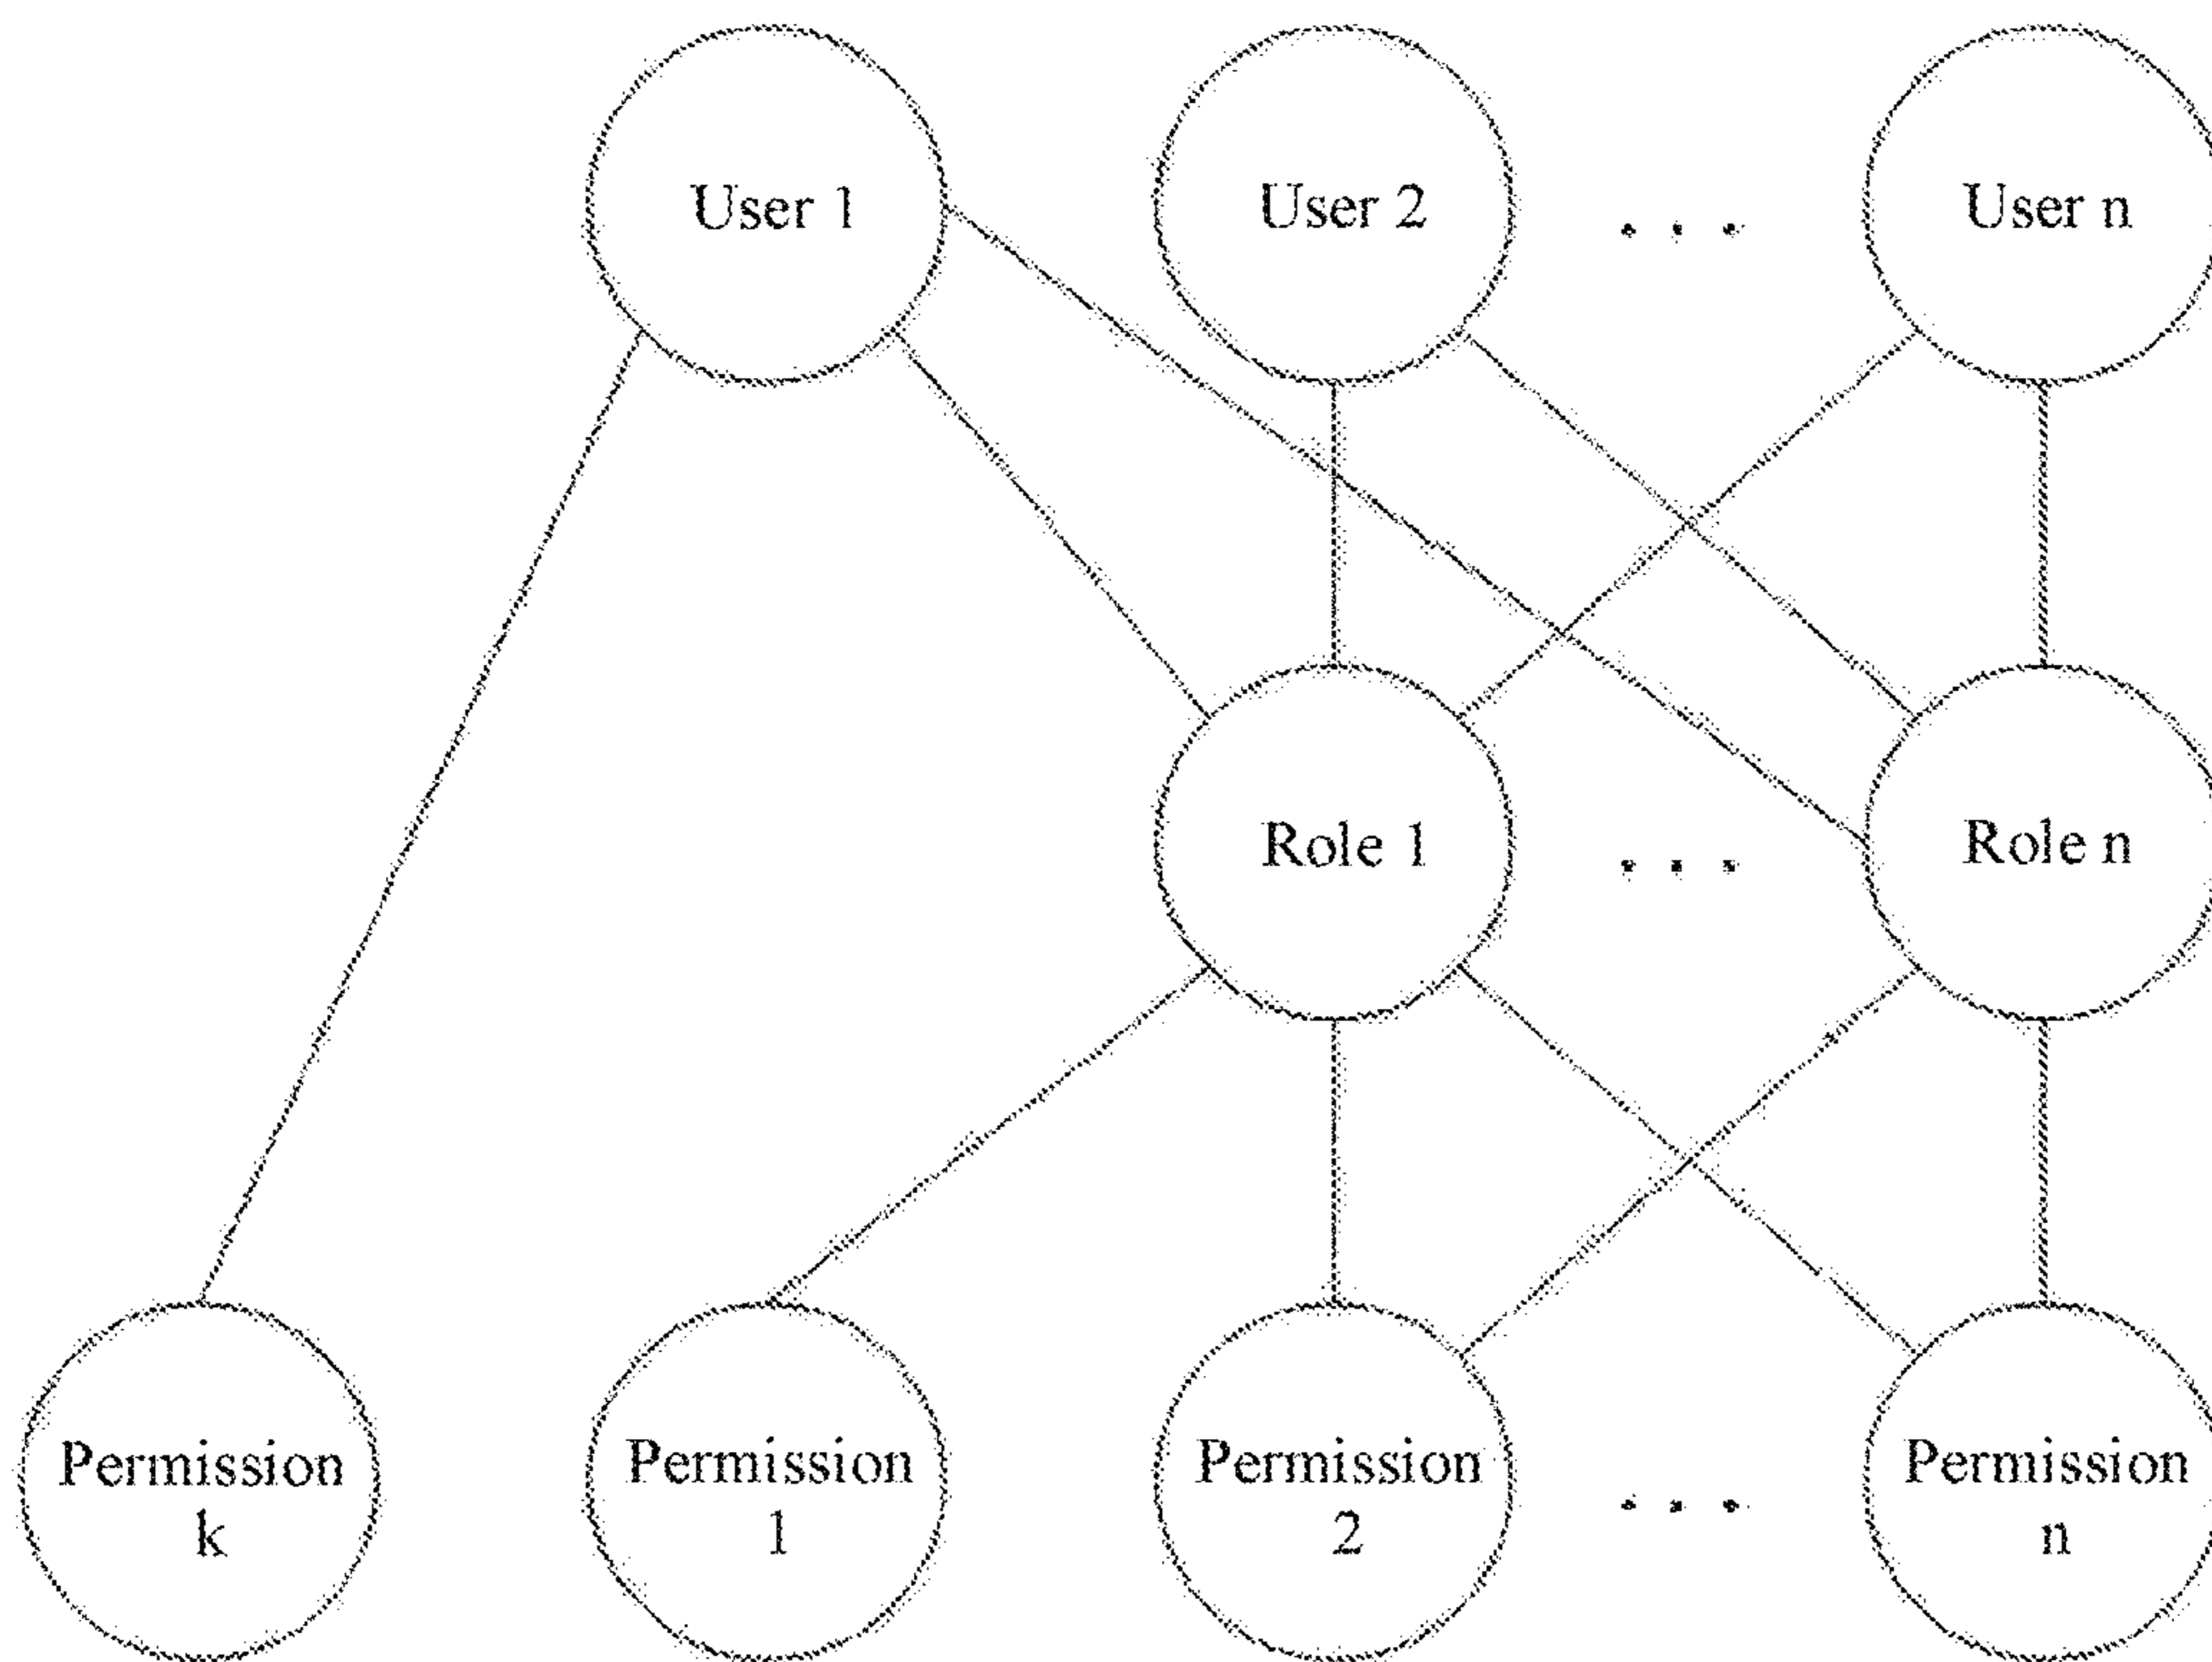 User 1
User 2
. . .
User n
Role 1
. . .
Role n
Permission
k
Permission
1
Permission
2
. . .
Permission
n